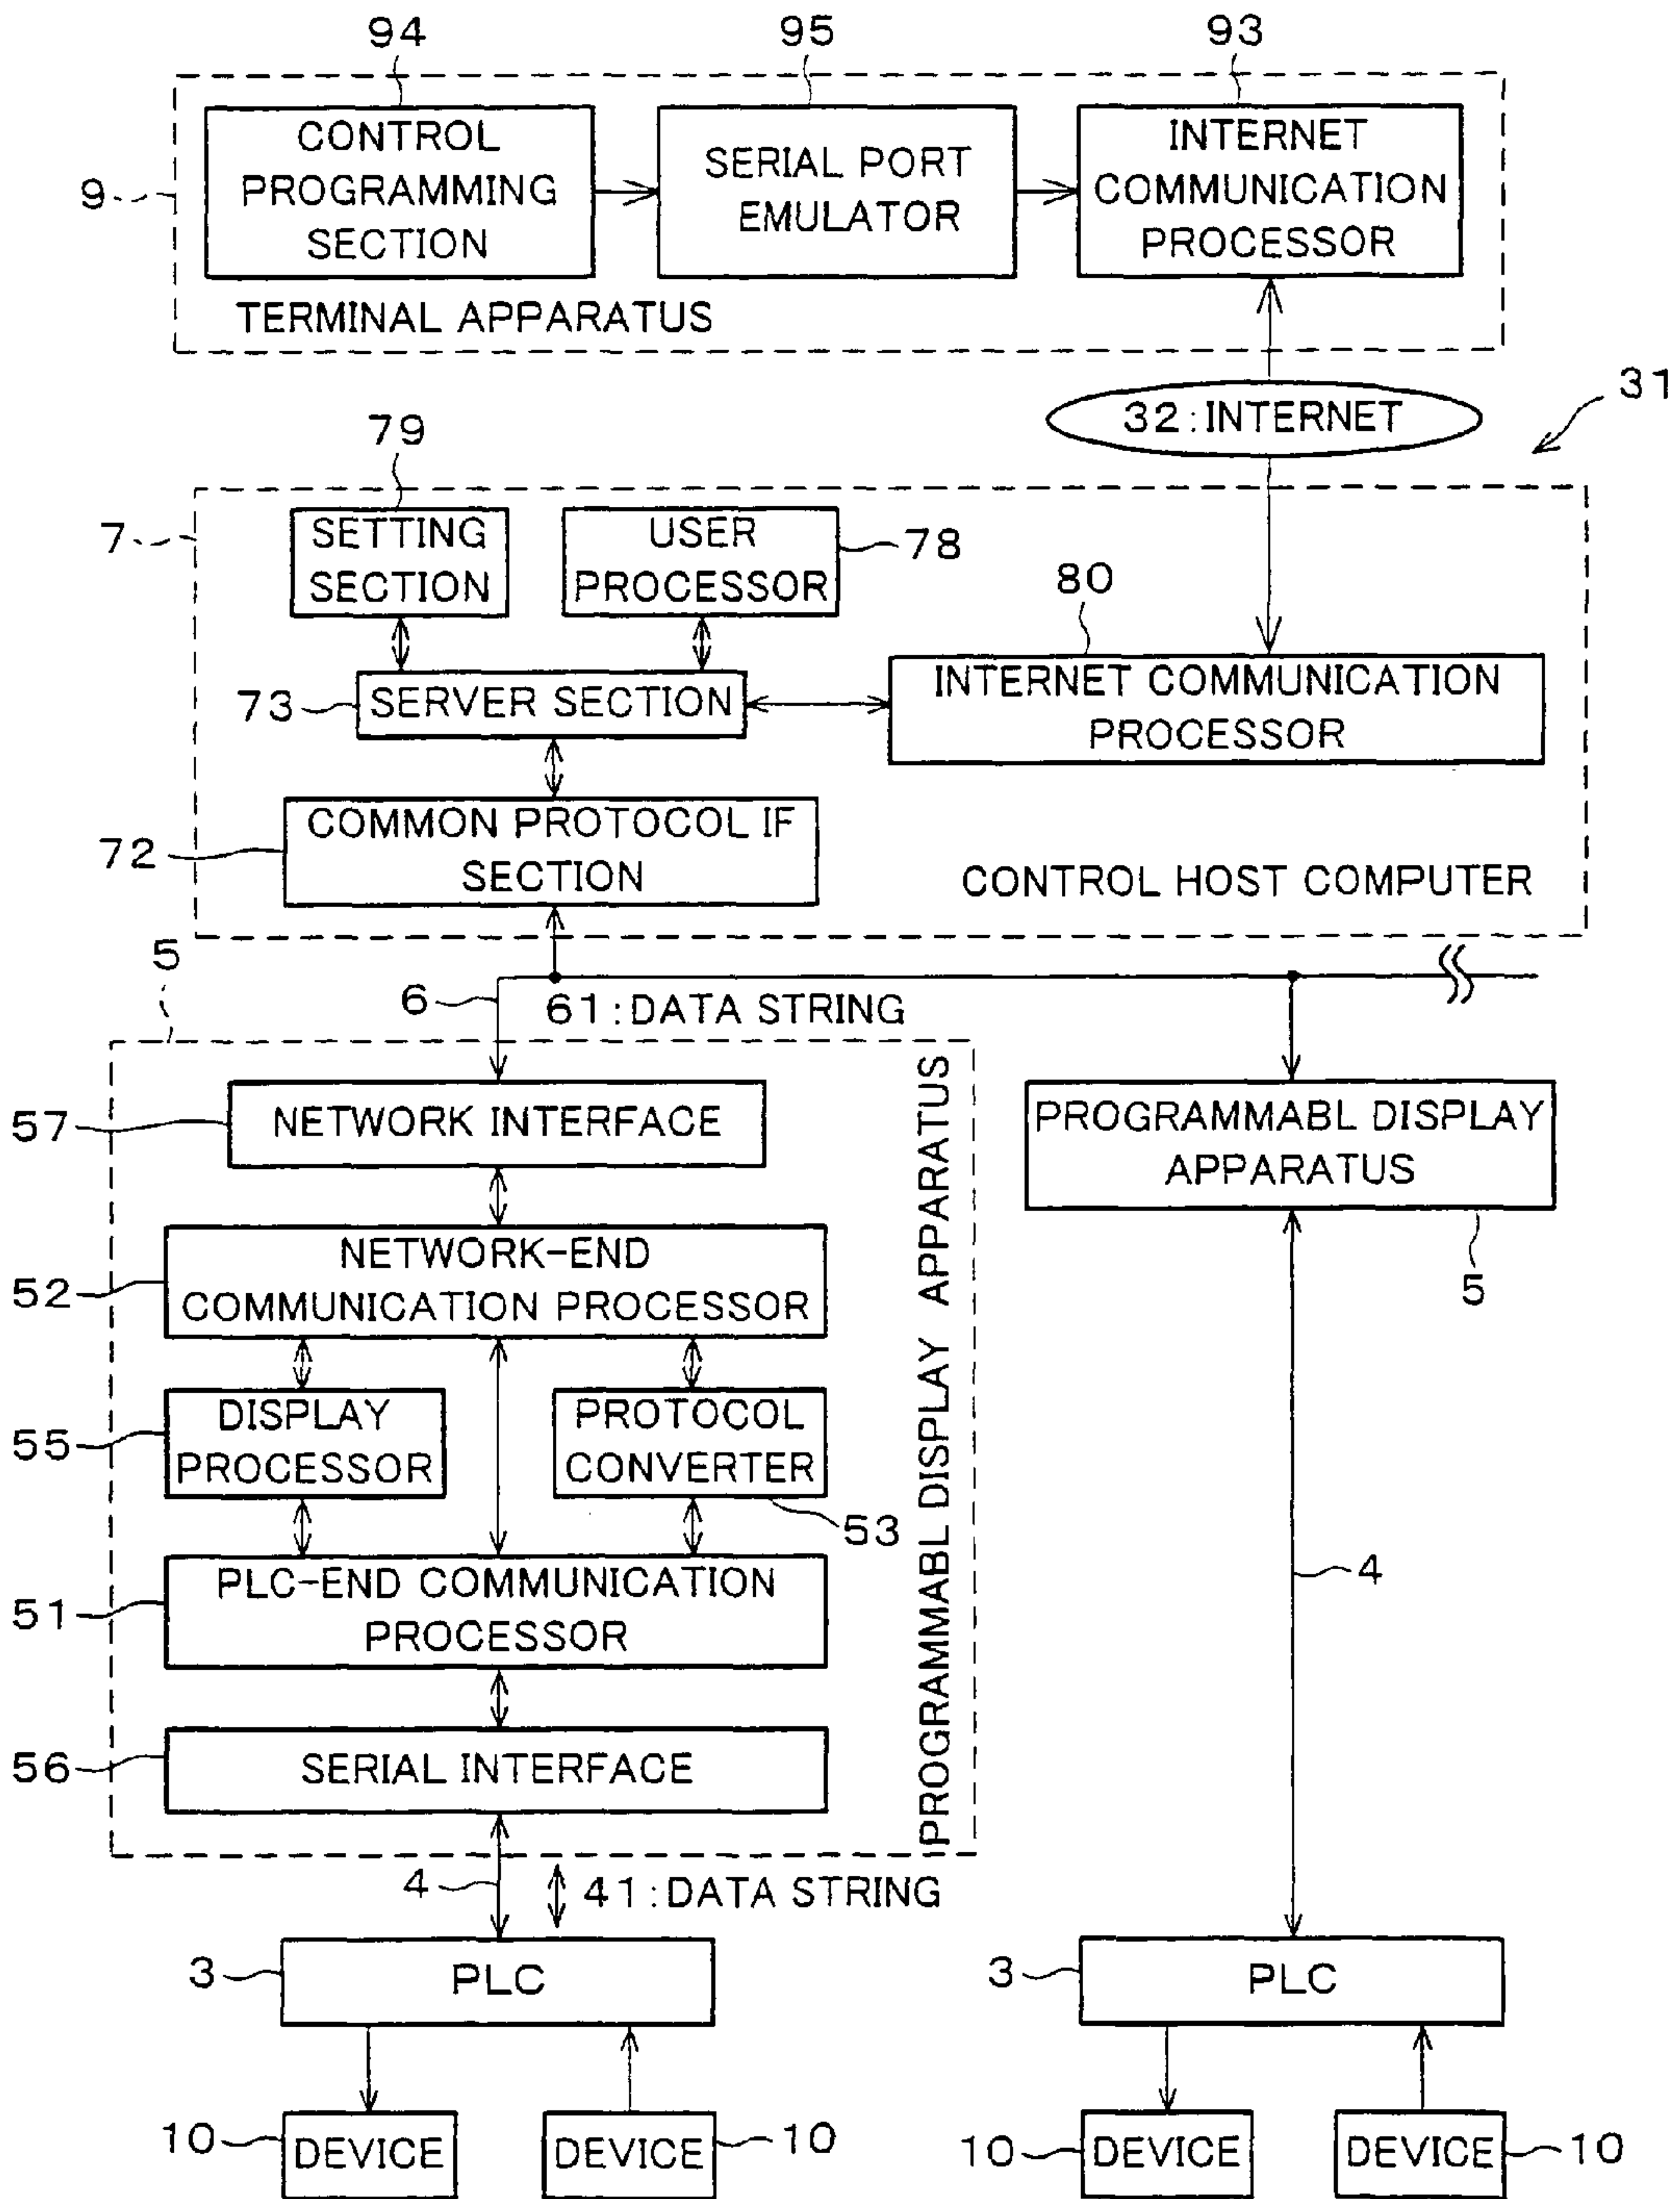 94
95
93
9
CONTROL
PROGRAMMING
SECTION
SERIAL PORT
EMULATOR
INTERNET
COMMUNICATION
PROCESSOR
TERMINAL APPARATUS
32:INTERNET
31
79
7
SETTING
SECTION
USER
PROCESSOR
78
80
73
SERVER SECTION
INTERNET COMMUNICATION
PROCESSOR
72
COMMON PROTOCOL IF
SECTION
CONTROL HOST COMPUTER
5
6
61:DATA STRING
57
NETWORK INTERFACE
PROGRAMMABL DISPLAY
APPARATUS
5
52
NETWORK-END
COMMUNICATION PROCESSOR
55
DISPLAY
PROCESSOR
PROTOCOL
CONVERTER
53
51
PLC-END COMMUNICATION
PROCESSOR
56
SERIAL INTERFACE
PROGRAMMABL DISPLAY APPARATUS
4
4
41:DATA STRING
3
PLC
3
PLC
10
DEVICE
DEVICE
10
10
DEVICE
DEVICE
10